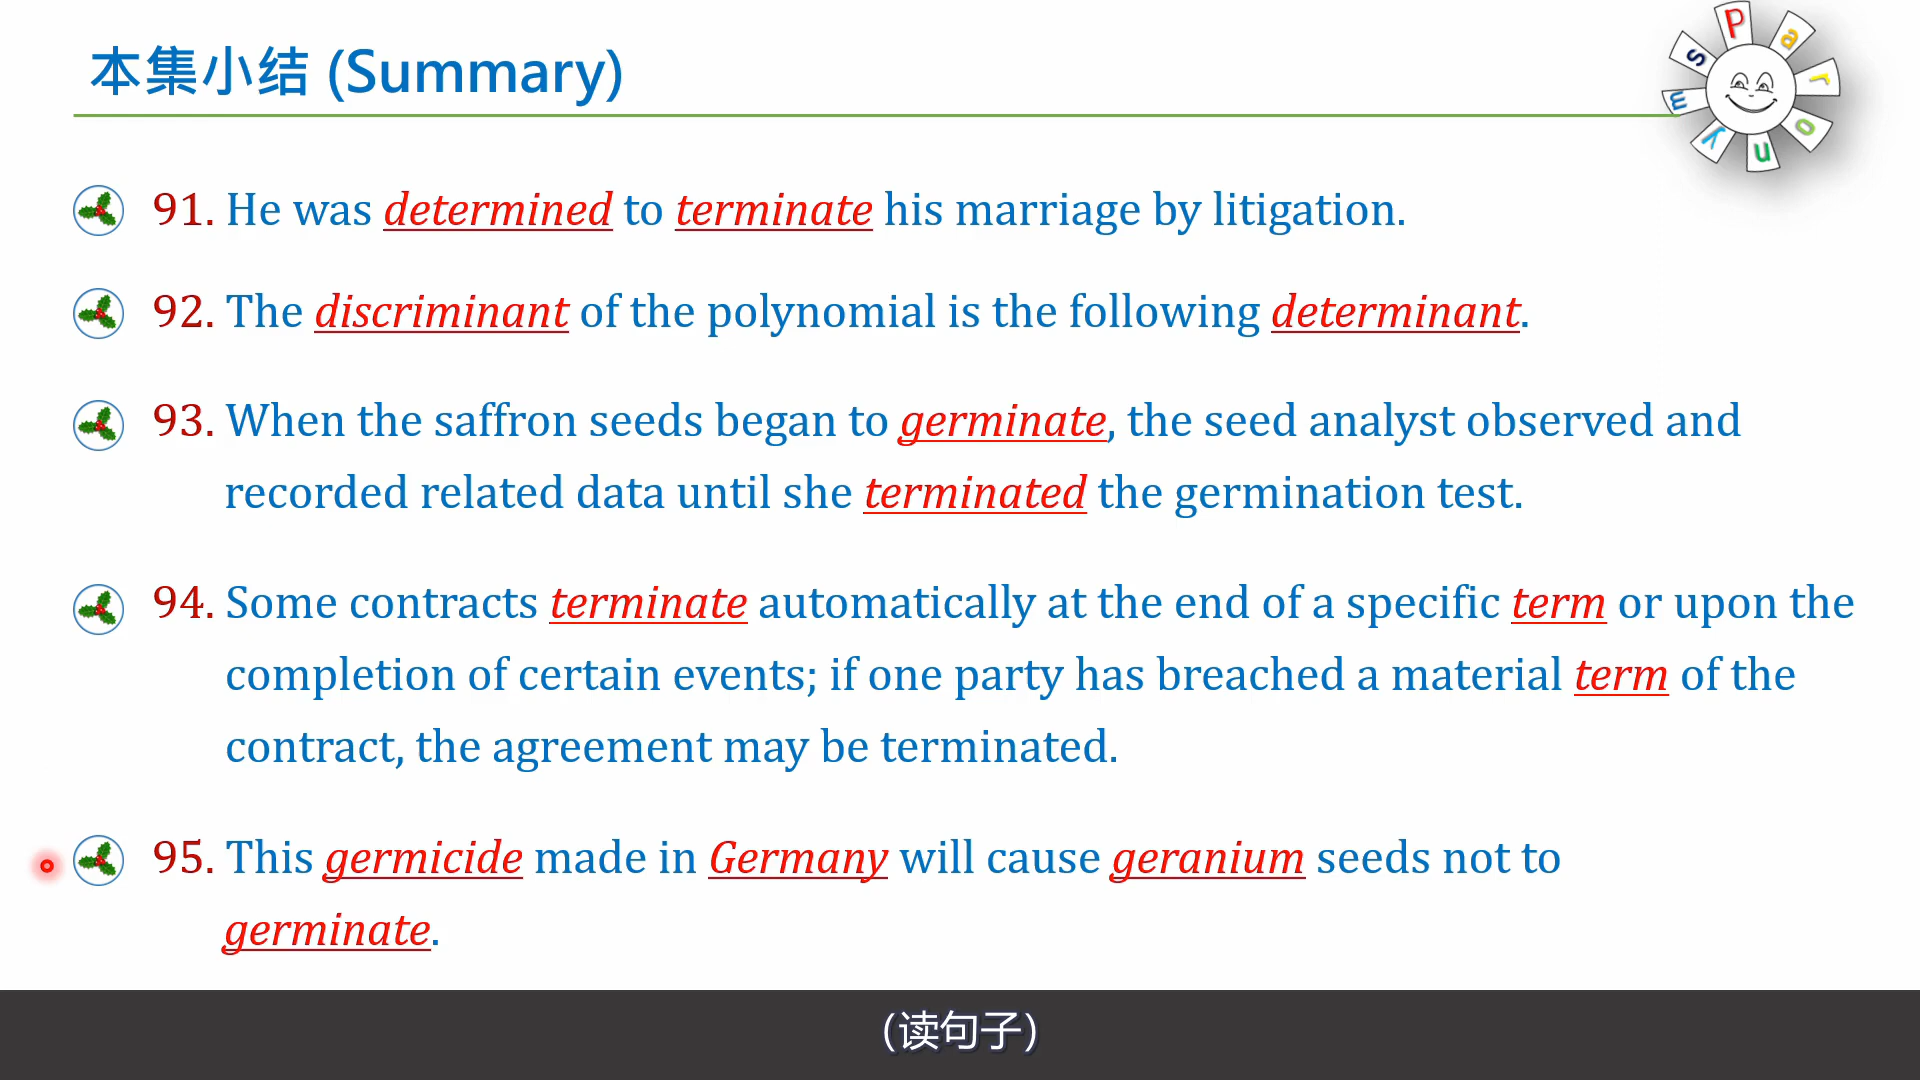 本集小结 (Summary)
Paronyms
91. He was determined to terminate his marriage by litigation.
92. The discriminant of the polynomial is the following determinant.
93. When the saffron seeds began to germinate, the seed analyst observed and
recorded related data until she terminated the germination test.
94. Some contracts terminate automatically at the end of a specific term or upon the
completion of certain events; if one party has breached a material term of the
contract, the agreement may be terminated.
95. This germicide made in Germany will cause geranium seeds not to
germinate.
(读句子)